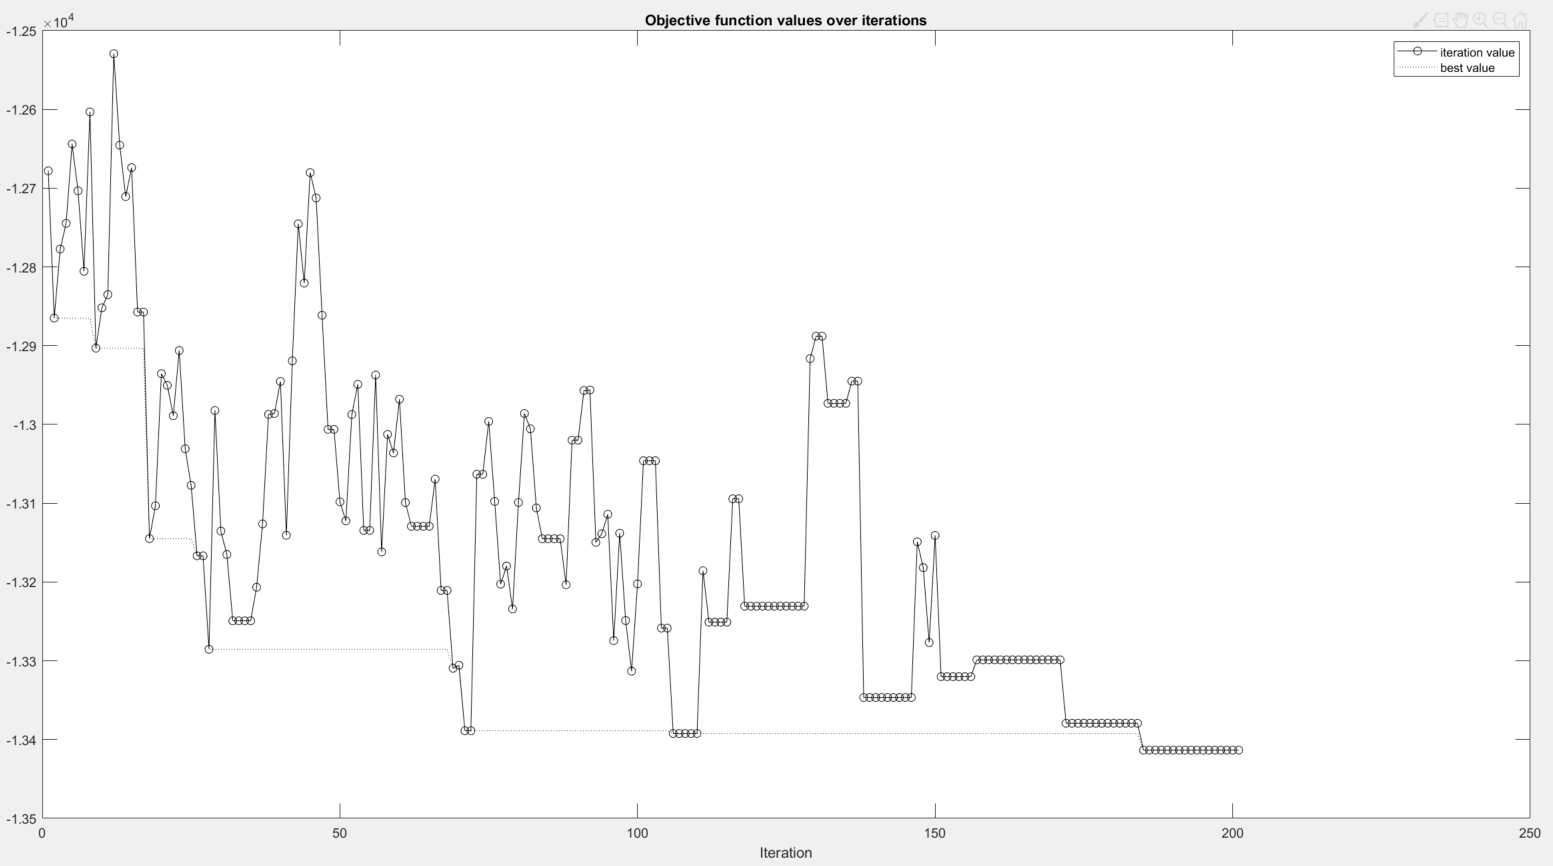 ×10⁴
Objective function values over iterations
-1.25
-1.26
-1.27
-1.28
-1.29
-1.3
-1.31
-1.32
-1.33
-1.34
-1.35
iteration value
best value
0 50 100 150 200 250
Iteration